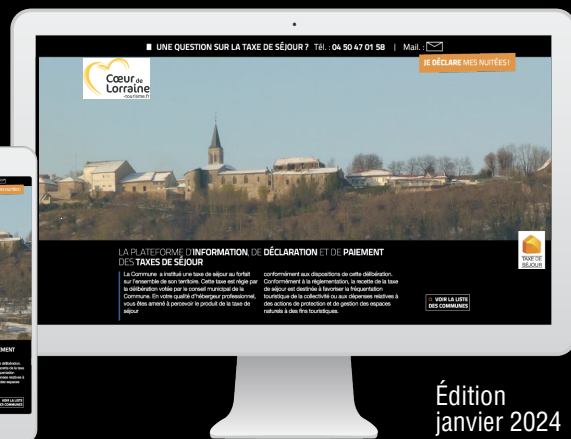 UNE QUESTION SUR LA TAXE DE SÉJOUR ? Tél. : 04 50 47 01 58 | Mail. :
JE DÉCLARE MES NUITÉES !
Cœur de
Lorraine
-tourisme.fr
LA PLATEFORME D'INFORMATION, DE DÉCLARATION ET DE PAIEMENT
DES TAXES DE SÉJOUR
La Commune a institué une taxe de séjour au forfait
sur l'ensemble de son territoire. Cette taxe est régie par
la délibération votée par le conseil municipal de la
Commune. En votre qualité d'hébergeur professionnel,
vous êtes amené à percevoir le produit de la taxe de
séjour
conformément aux dispositions de cette délibération.
Conformément à la réglementation, la recette de la taxe
de séjour est destinée à favoriser la fréquentation
touristique de la collectivité ou aux dépenses relatives à
des actions de protection et de gestion des espaces
naturels à des fins touristiques.
TAXE DE
SÉJOUR
VOIR LA LISTE
DES COMMUNES
Édition
janvier 2024